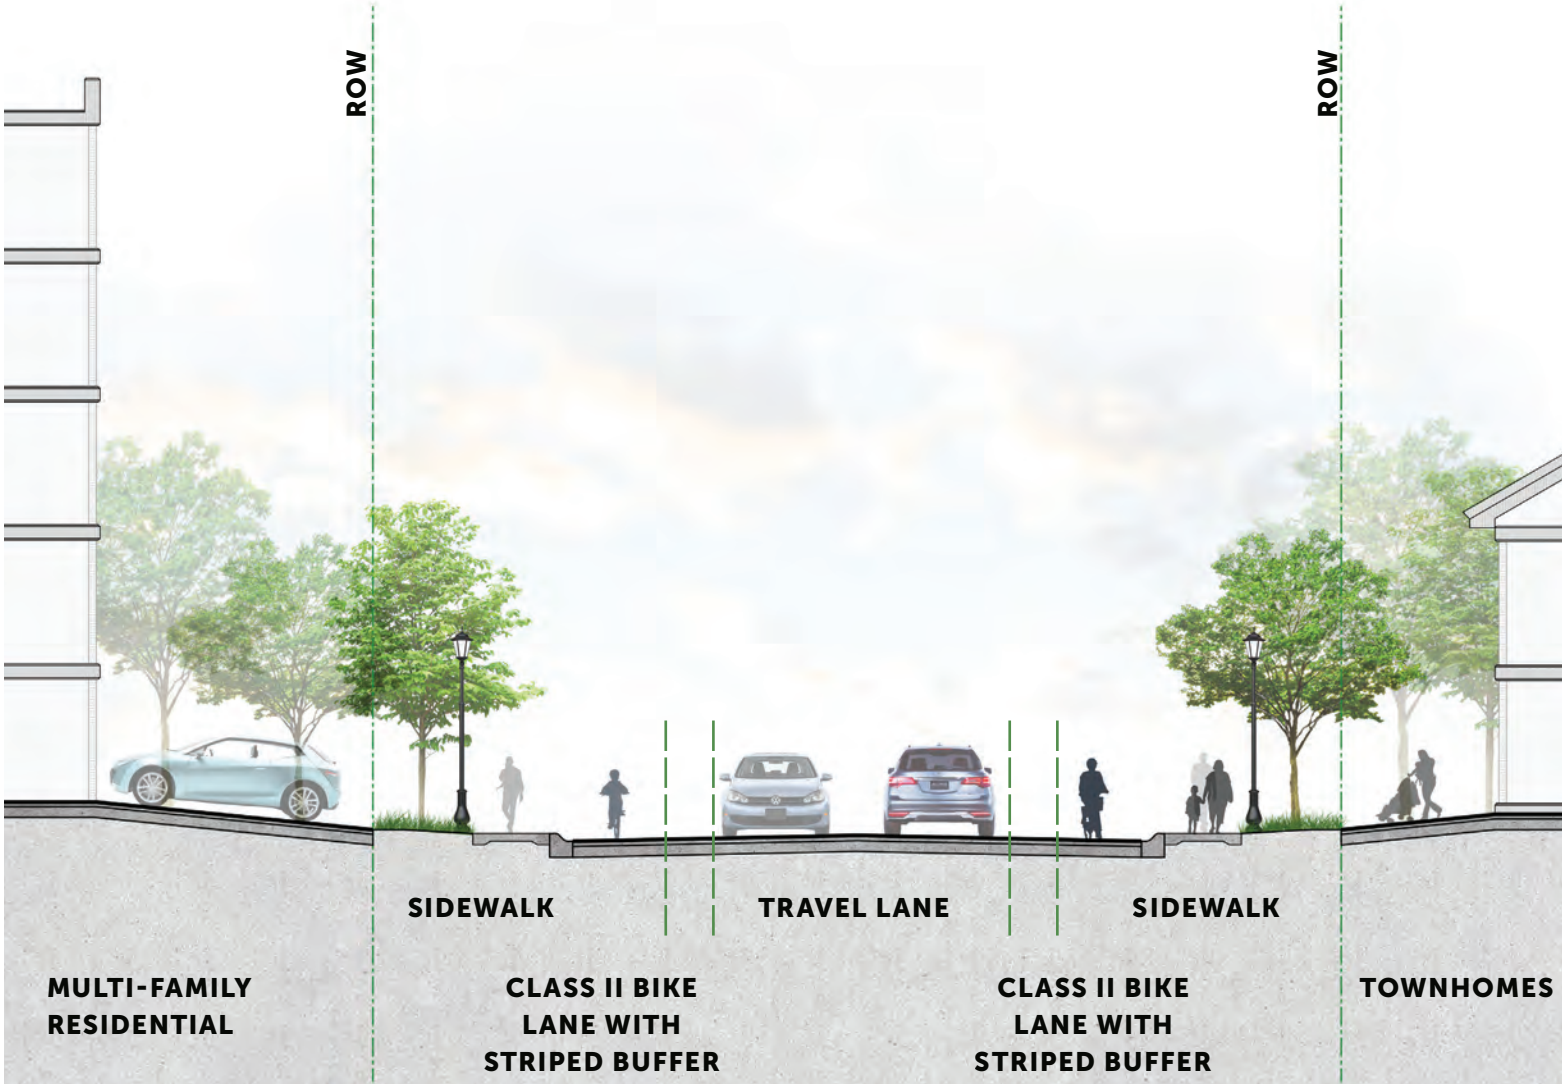 ROW
ROW
SIDEWALK
TRAVEL LANE
SIDEWALK
MULTI-FAMILY
RESIDENTIAL
CLASS II BIKE
LANE WITH
STRIPED BUFFER
CLASS II BIKE
LANE WITH
STRIPED BUFFER
TOWNHOMES